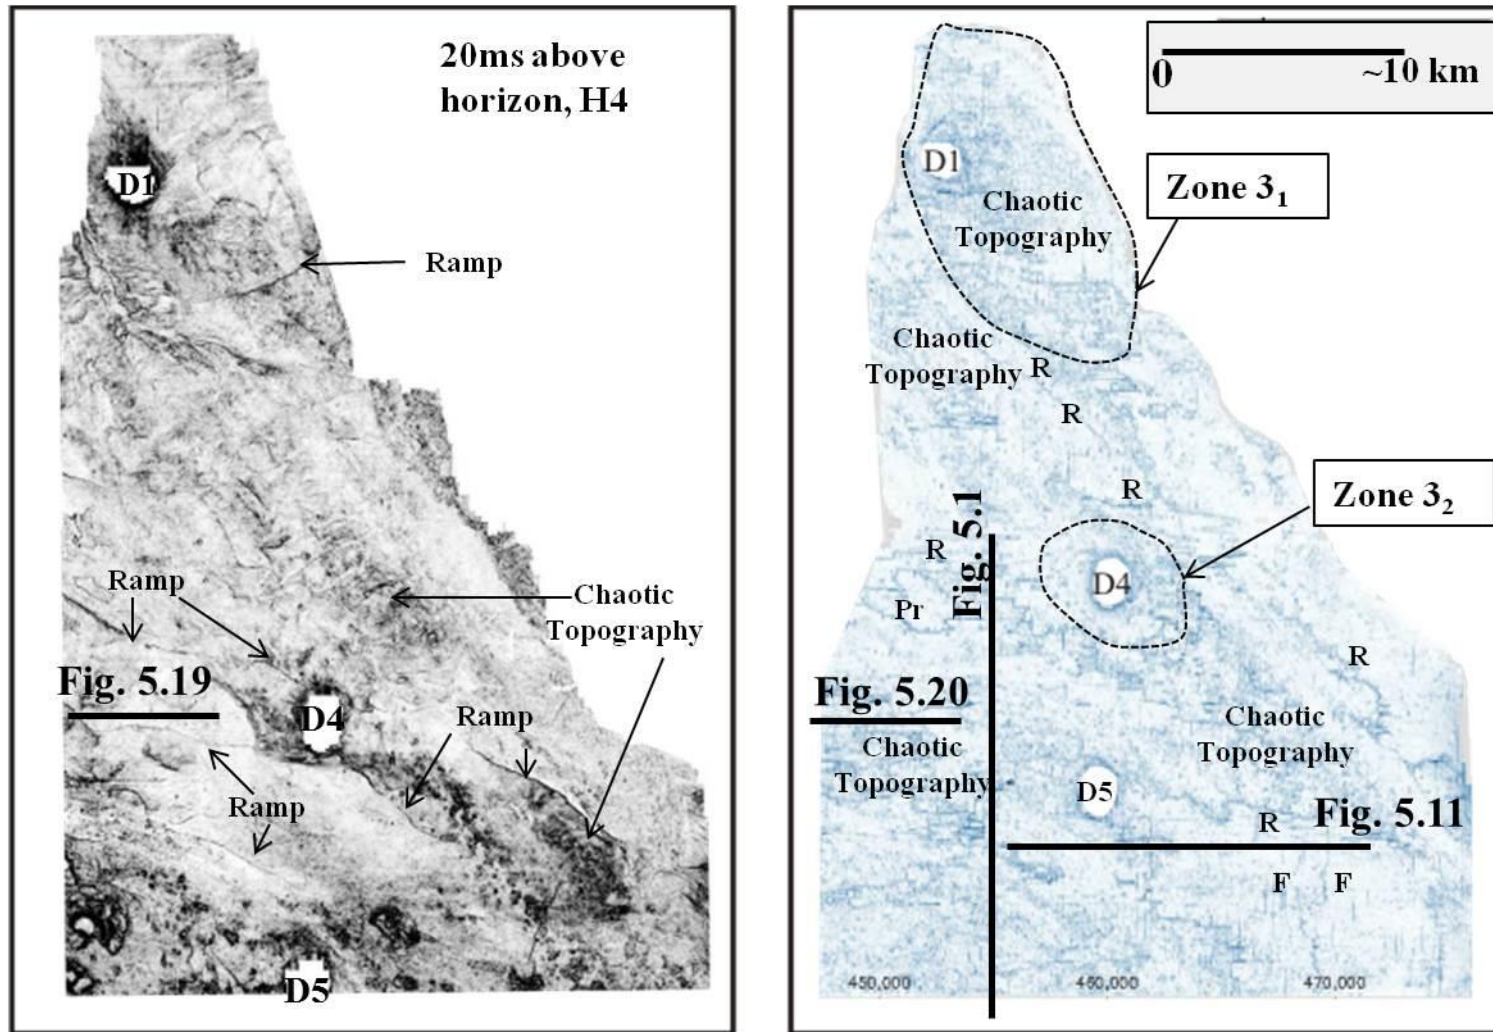 20ms above
horizon, H4
D1
Ramp
Ramp
Chaotic
Topography
Fig. 5.19
D4
Ramp
Ramp
D5
0 ~10 km
D1
Zone 3₁
Chaotic
Topography
Chaotic
Topography
R
R
R
Zone 3₂
Fig. 5.1
R
D4
Pr
R
Fig. 5.20
Chaotic
Topography
Chaotic
Topography
D5
R
Fig. 5.11
F F
450,000 460,000 470,000